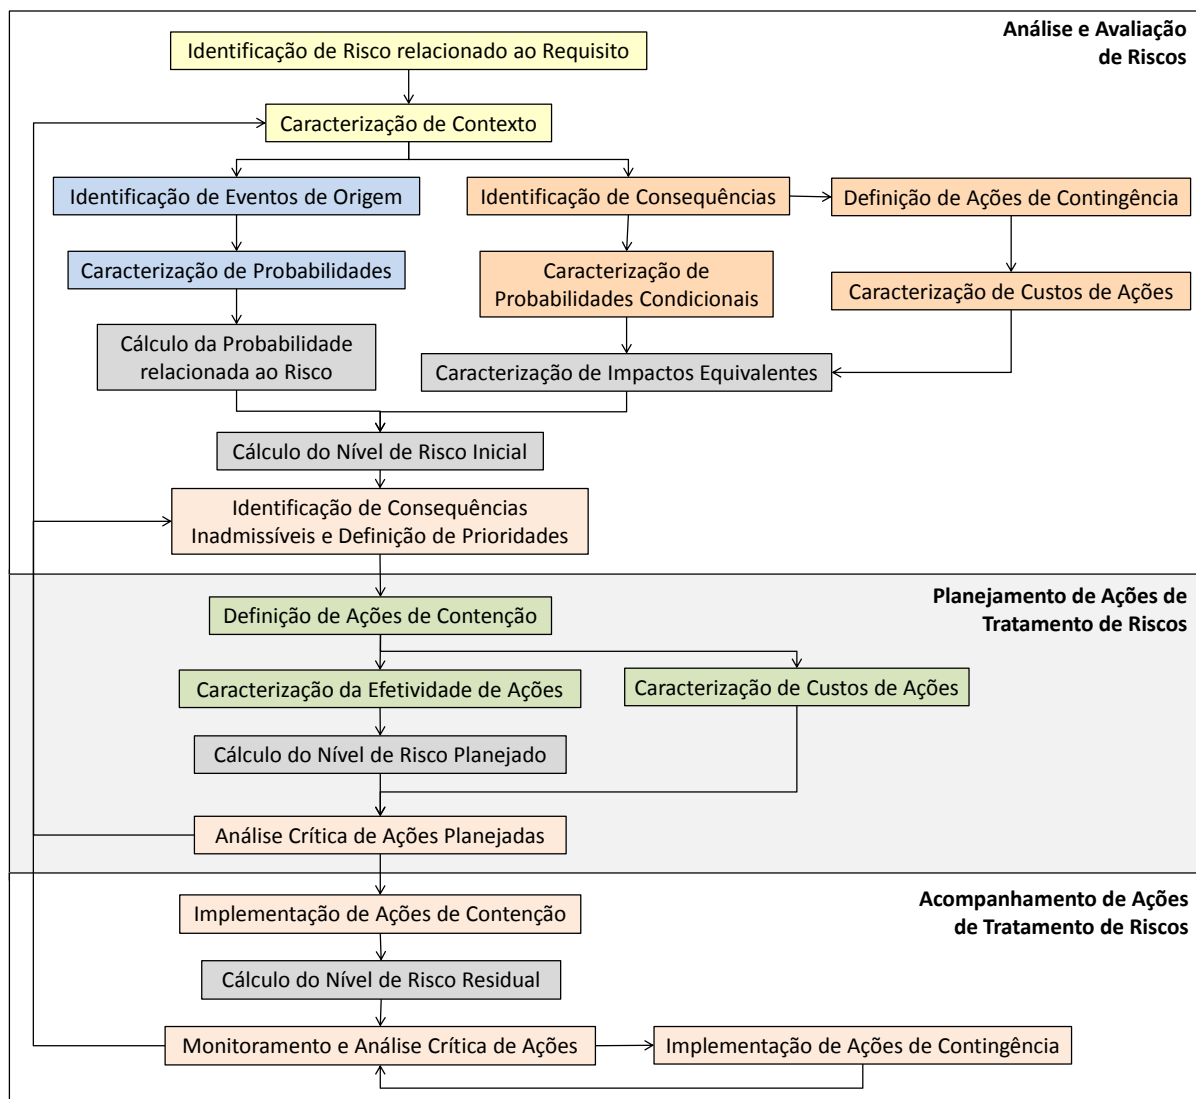 Análise e Avaliação
de Riscos
Identificação de Risco relacionado ao Requisito
Caracterização de Contexto
Identificação de Eventos de Origem
Identificação de Consequências
Definição de Ações de Contingência
Caracterização de Probabilidades
Caracterização de
Probabilidades Condicionais
Caracterização de Custos de Ações
Cálculo da Probabilidade
relacionada ao Risco
Caracterização de Impactos Equivalentes
Cálculo do Nível de Risco Inicial
Identificação de Consequências
Inadmissíveis e Definição de Prioridades
Planejamento de Ações de
Tratamento de Riscos
Definição de Ações de Contenção
Caracterização da Efetividade de Ações
Caracterização de Custos de Ações
Cálculo do Nível de Risco Planejado
Análise Crítica de Ações Planejadas
Acompanhamento de Ações
de Tratamento de Riscos
Implementação de Ações de Contenção
Cálculo do Nível de Risco Residual
Monitoramento e Análise Crítica de Ações
Implementação de Ações de Contingência